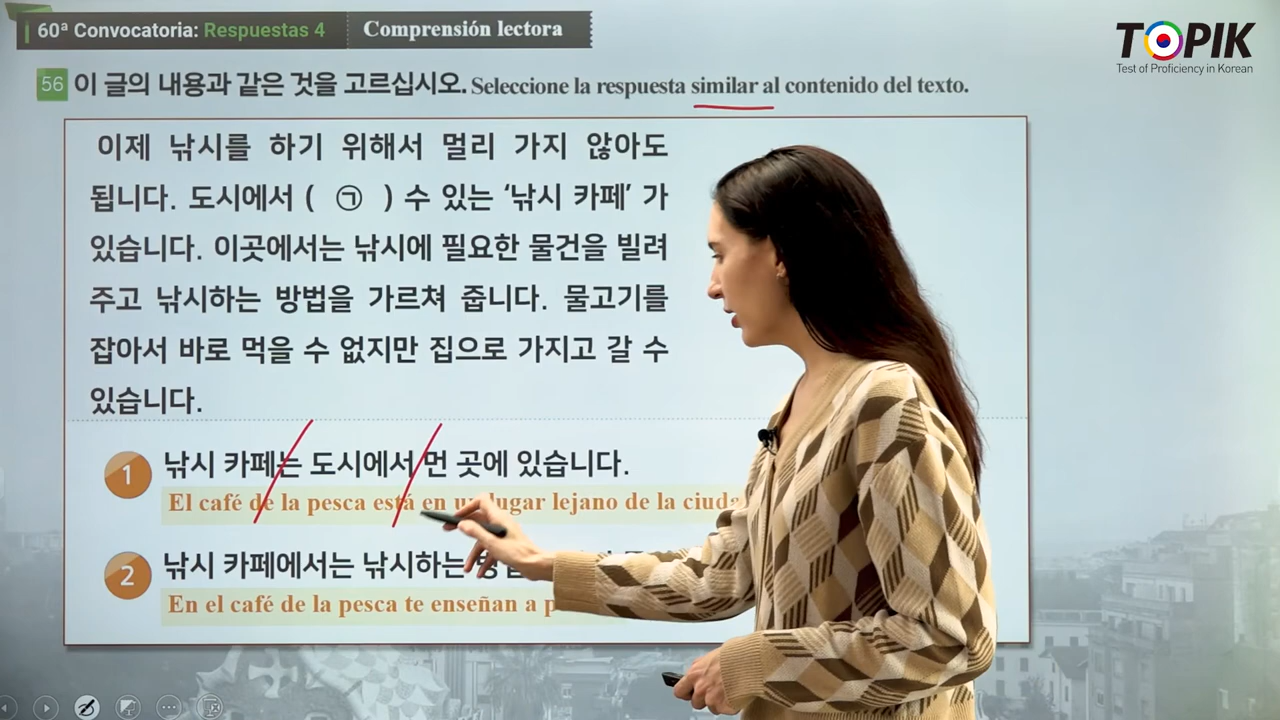 60ª Convocatoria: Respuestas 4 Comprensión lectora
TOPIK
Test of Proficiency in Korean
56 이 글의 내용과 같은 것을 고르십시오. Seleccione la respuesta similar al contenido del texto.
이제 낚시를 하기 위해서 멀리 가지 않아도
됩니다. 도시에서 ( ㉠ ) 수 있는 ‘낚시 카페’ 가
있습니다. 이곳에서는 낚시에 필요한 물건을 빌려
주고 낚시하는 방법을 가르쳐 줍니다. 물고기를
잡아서 바로 먹을 수 없지만 집으로 가지고 갈 수
있습니다.
1 낚시 카페는 도시에서 먼 곳에 있습니다.
El café de la pesca está en un lugar lejano de la
2 낚시 카페에서는 낚시하는
En el café de la pesca te enseñan a